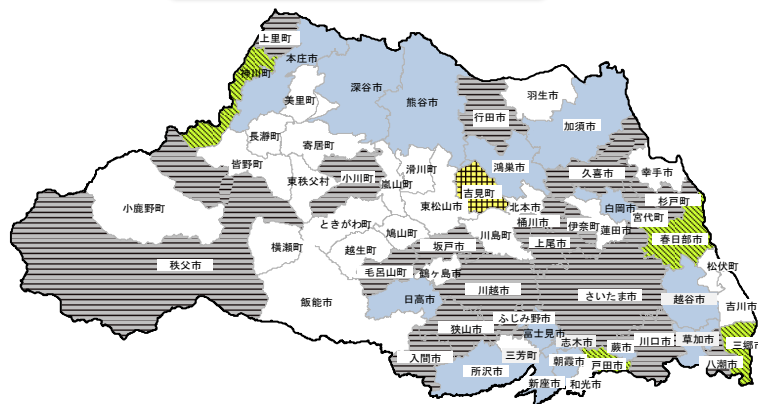 上里町
本庄市
神川町
美里町
深谷市
熊谷市
羽生市
行田市
加須市
長瀞町
寄居町
皆野町
東秩父村
小川町
嵐山町
滑川町
鴻巣市
久喜市
幸手市
吉見町
小鹿野町
東松山市
北本市
白岡市
杉戸町
宮代町
ときがわ町
鳩山町
川島町
桶川市
伊奈町
蓮田市
横瀬町
越生町
坂戸市
上尾市
春日部市
秩父市
毛呂山町
鶴ヶ島市
松伏町
飯能市
日高市
川越市
さいたま市
越谷市
吉川市
ふじみ野市
狭山市
富士見市
志木市
川口市
草加市
三郷市
入間市
三芳町
朝霞市
蕨市
戸田市
八潮市
所沢市
新座市
和光市